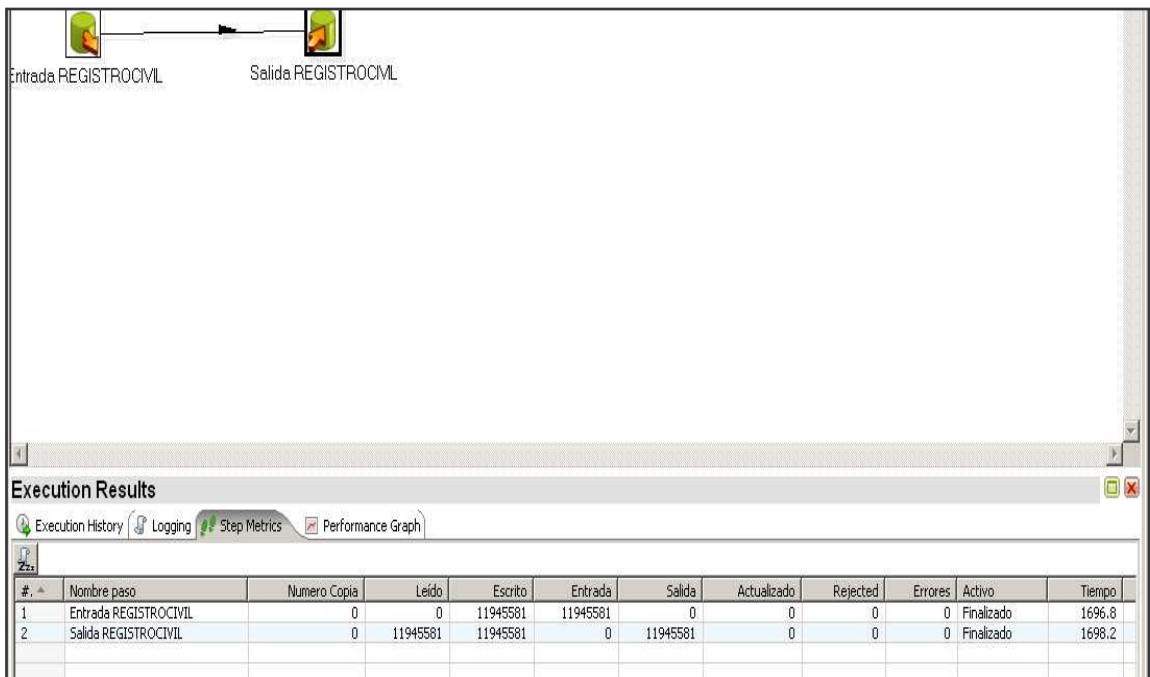 Entrada REGISTROCIVIL Salida REGISTROCIVIL
Execution Results
Execution History Logging Step Metrics Performance Graph
#. Nombre paso Numero Copia Leído Escrito Entrada Salida Actualizado Rejected Errores Activo Tiempo
1 Entrada REGISTROCIVIL 0 0 11945581 11945581 0 0 0 0 Finalizado 1696.8
2 Salida REGISTROCIVIL 0 11945581 11945581 0 11945581 0 0 0 Finalizado 1698.2